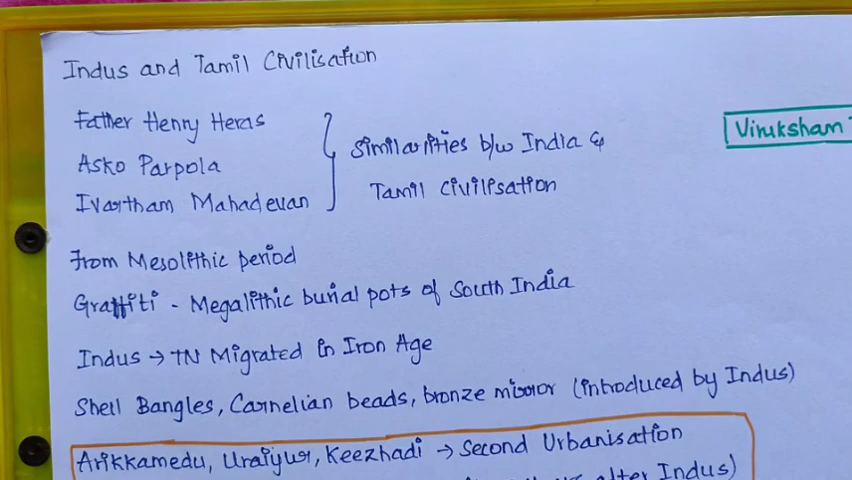 Indus and Tamil Civilisation
Father Henry Heras
Asko Parpola
Ivartham Mahadevan
Similarities b/w India &
Tamil Civilisation
Viruksham
From Mesolithic period
Graffiti - Megalithic burial pots of South India
Indus → TN Migrated in Iron Age
Shell Bangles, Carnelian beads, bronze mirror (introduced by Indus)
Arikkamedu, Uraiyur, Keezhadi → Second Urbanisation
after Indus)